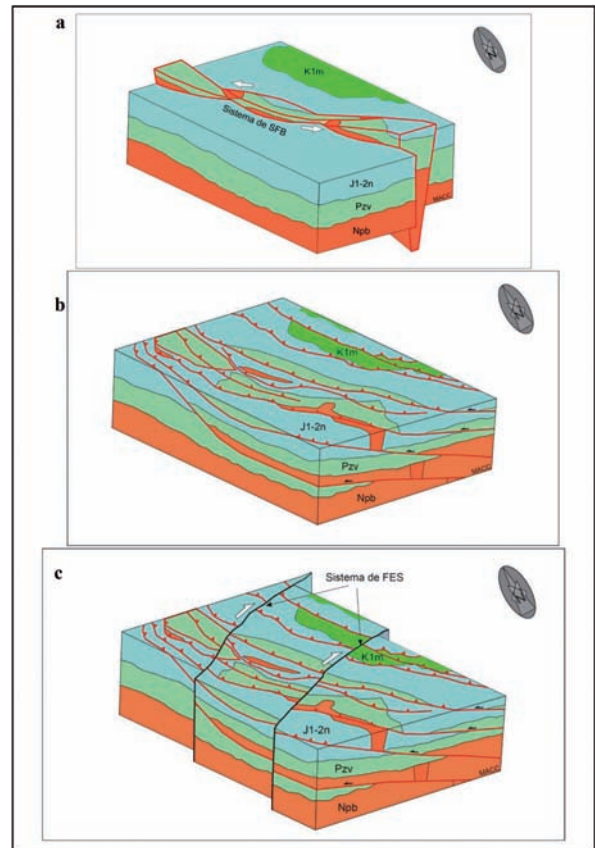 a
K1m
Sistema de SFB
J1-2n
Pzv
MACC
Npb
b
K1m
J1-2n
Pzv
MACC
Npb
c
Sistema de FES
K1m
J1-2n
Pzv
MACC
Npb